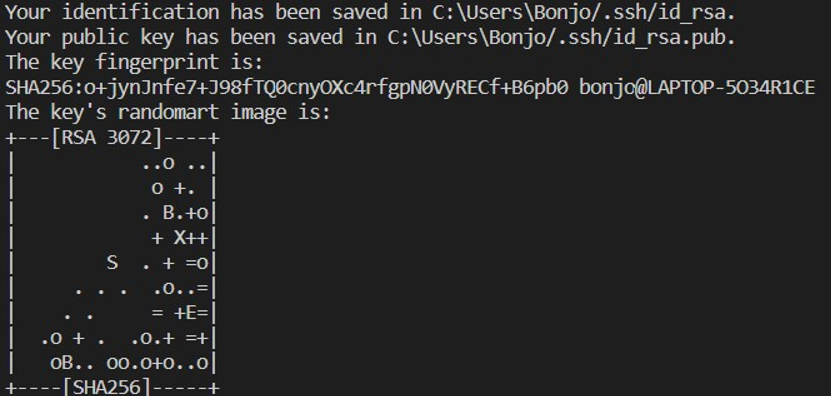 Your identification has been saved in C:\Users\Bonjo/.ssh/id_rsa.
Your public key has been saved in C:\Users\Bonjo/.ssh/id_rsa.pub.
The key fingerprint is:
SHA256:o+jynJnfe7+J98fTQ0cnyOXc4rfgpN0VyRECf+B6pb0 bonjo@LAPTOP-5O34R1CE
The key's randomart image is:
+---[RSA 3072]----+
|          ..o ..|
|           o +. |
|          . B.+o|
|           + X++|
|       S  . + =o|
|     . . .  .o..=|
|    . .     = +E=|
|  .o + .  .o.+ =+|
|   oB.. oo.o+o..o|
+----[SHA256]-----+